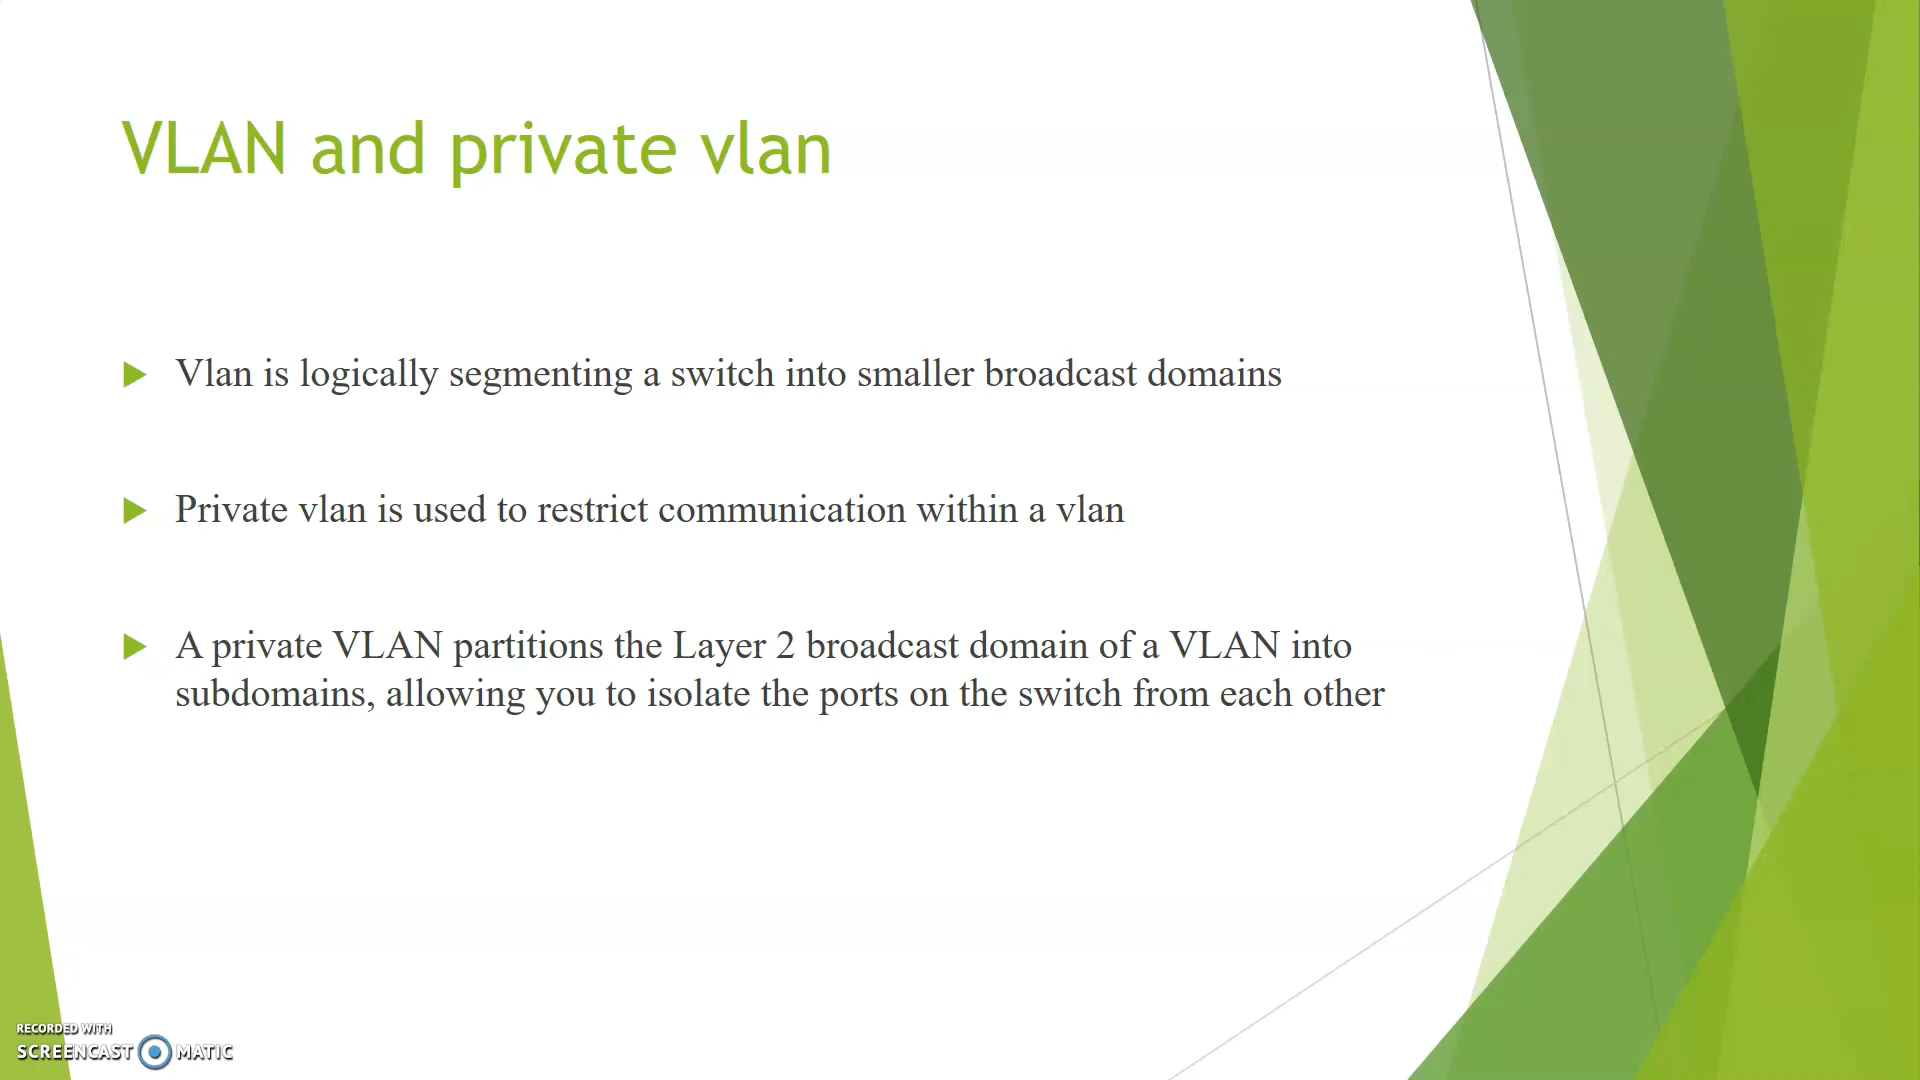 VLAN and private vlan
Vlan is logically segmenting a switch into smaller broadcast domains
Private vlan is used to restrict communication within a vlan
A private VLAN partitions the Layer 2 broadcast domain of a VLAN into
subdomains, allowing you to isolate the ports on the switch from each other
RECORDED WITH
SCREENCAST MATIC